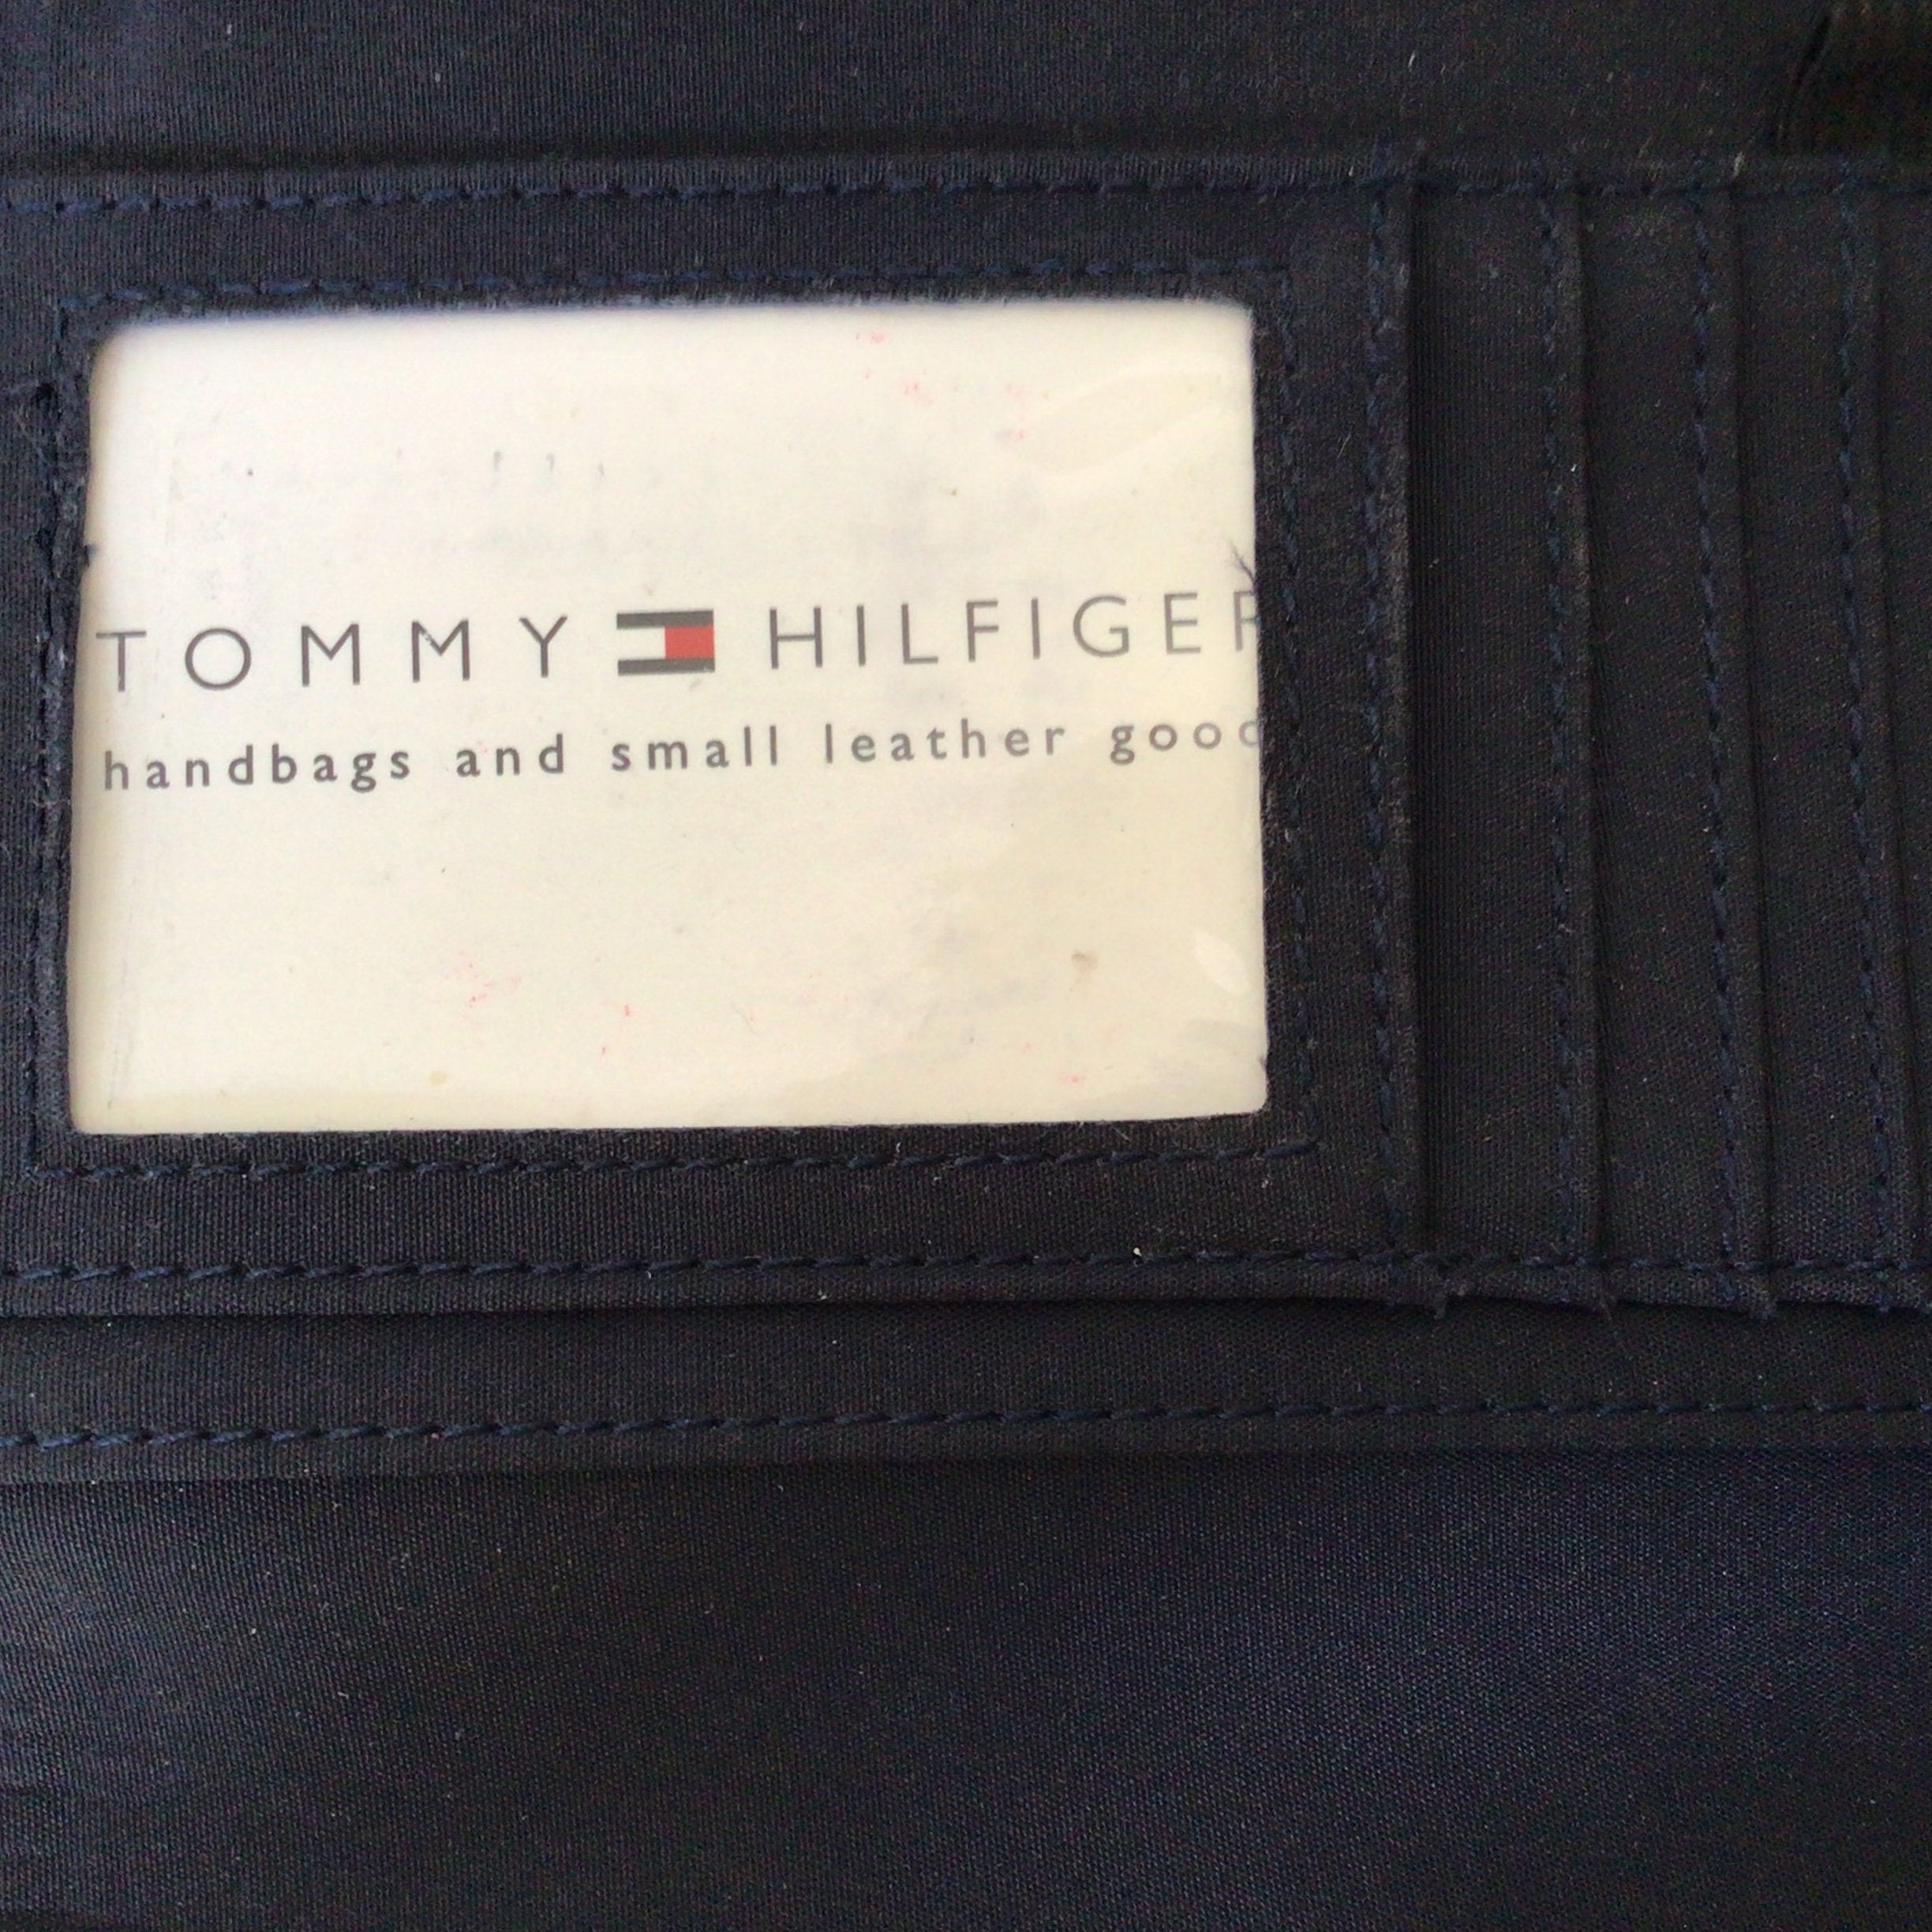 TOMMY HILFIGER
handbags and small leather good